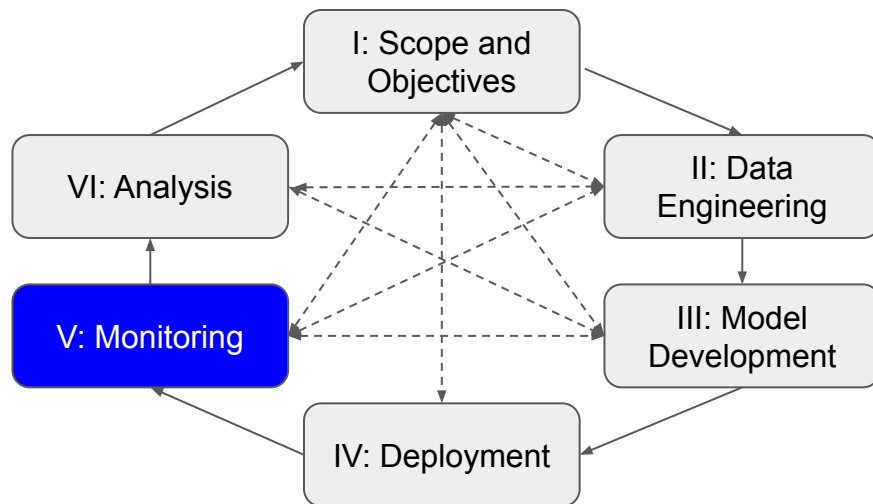 I: Scope and
Objectives
II: Data
Engineering
III: Model
Development
IV: Deployment
V: Monitoring
VI: Analysis